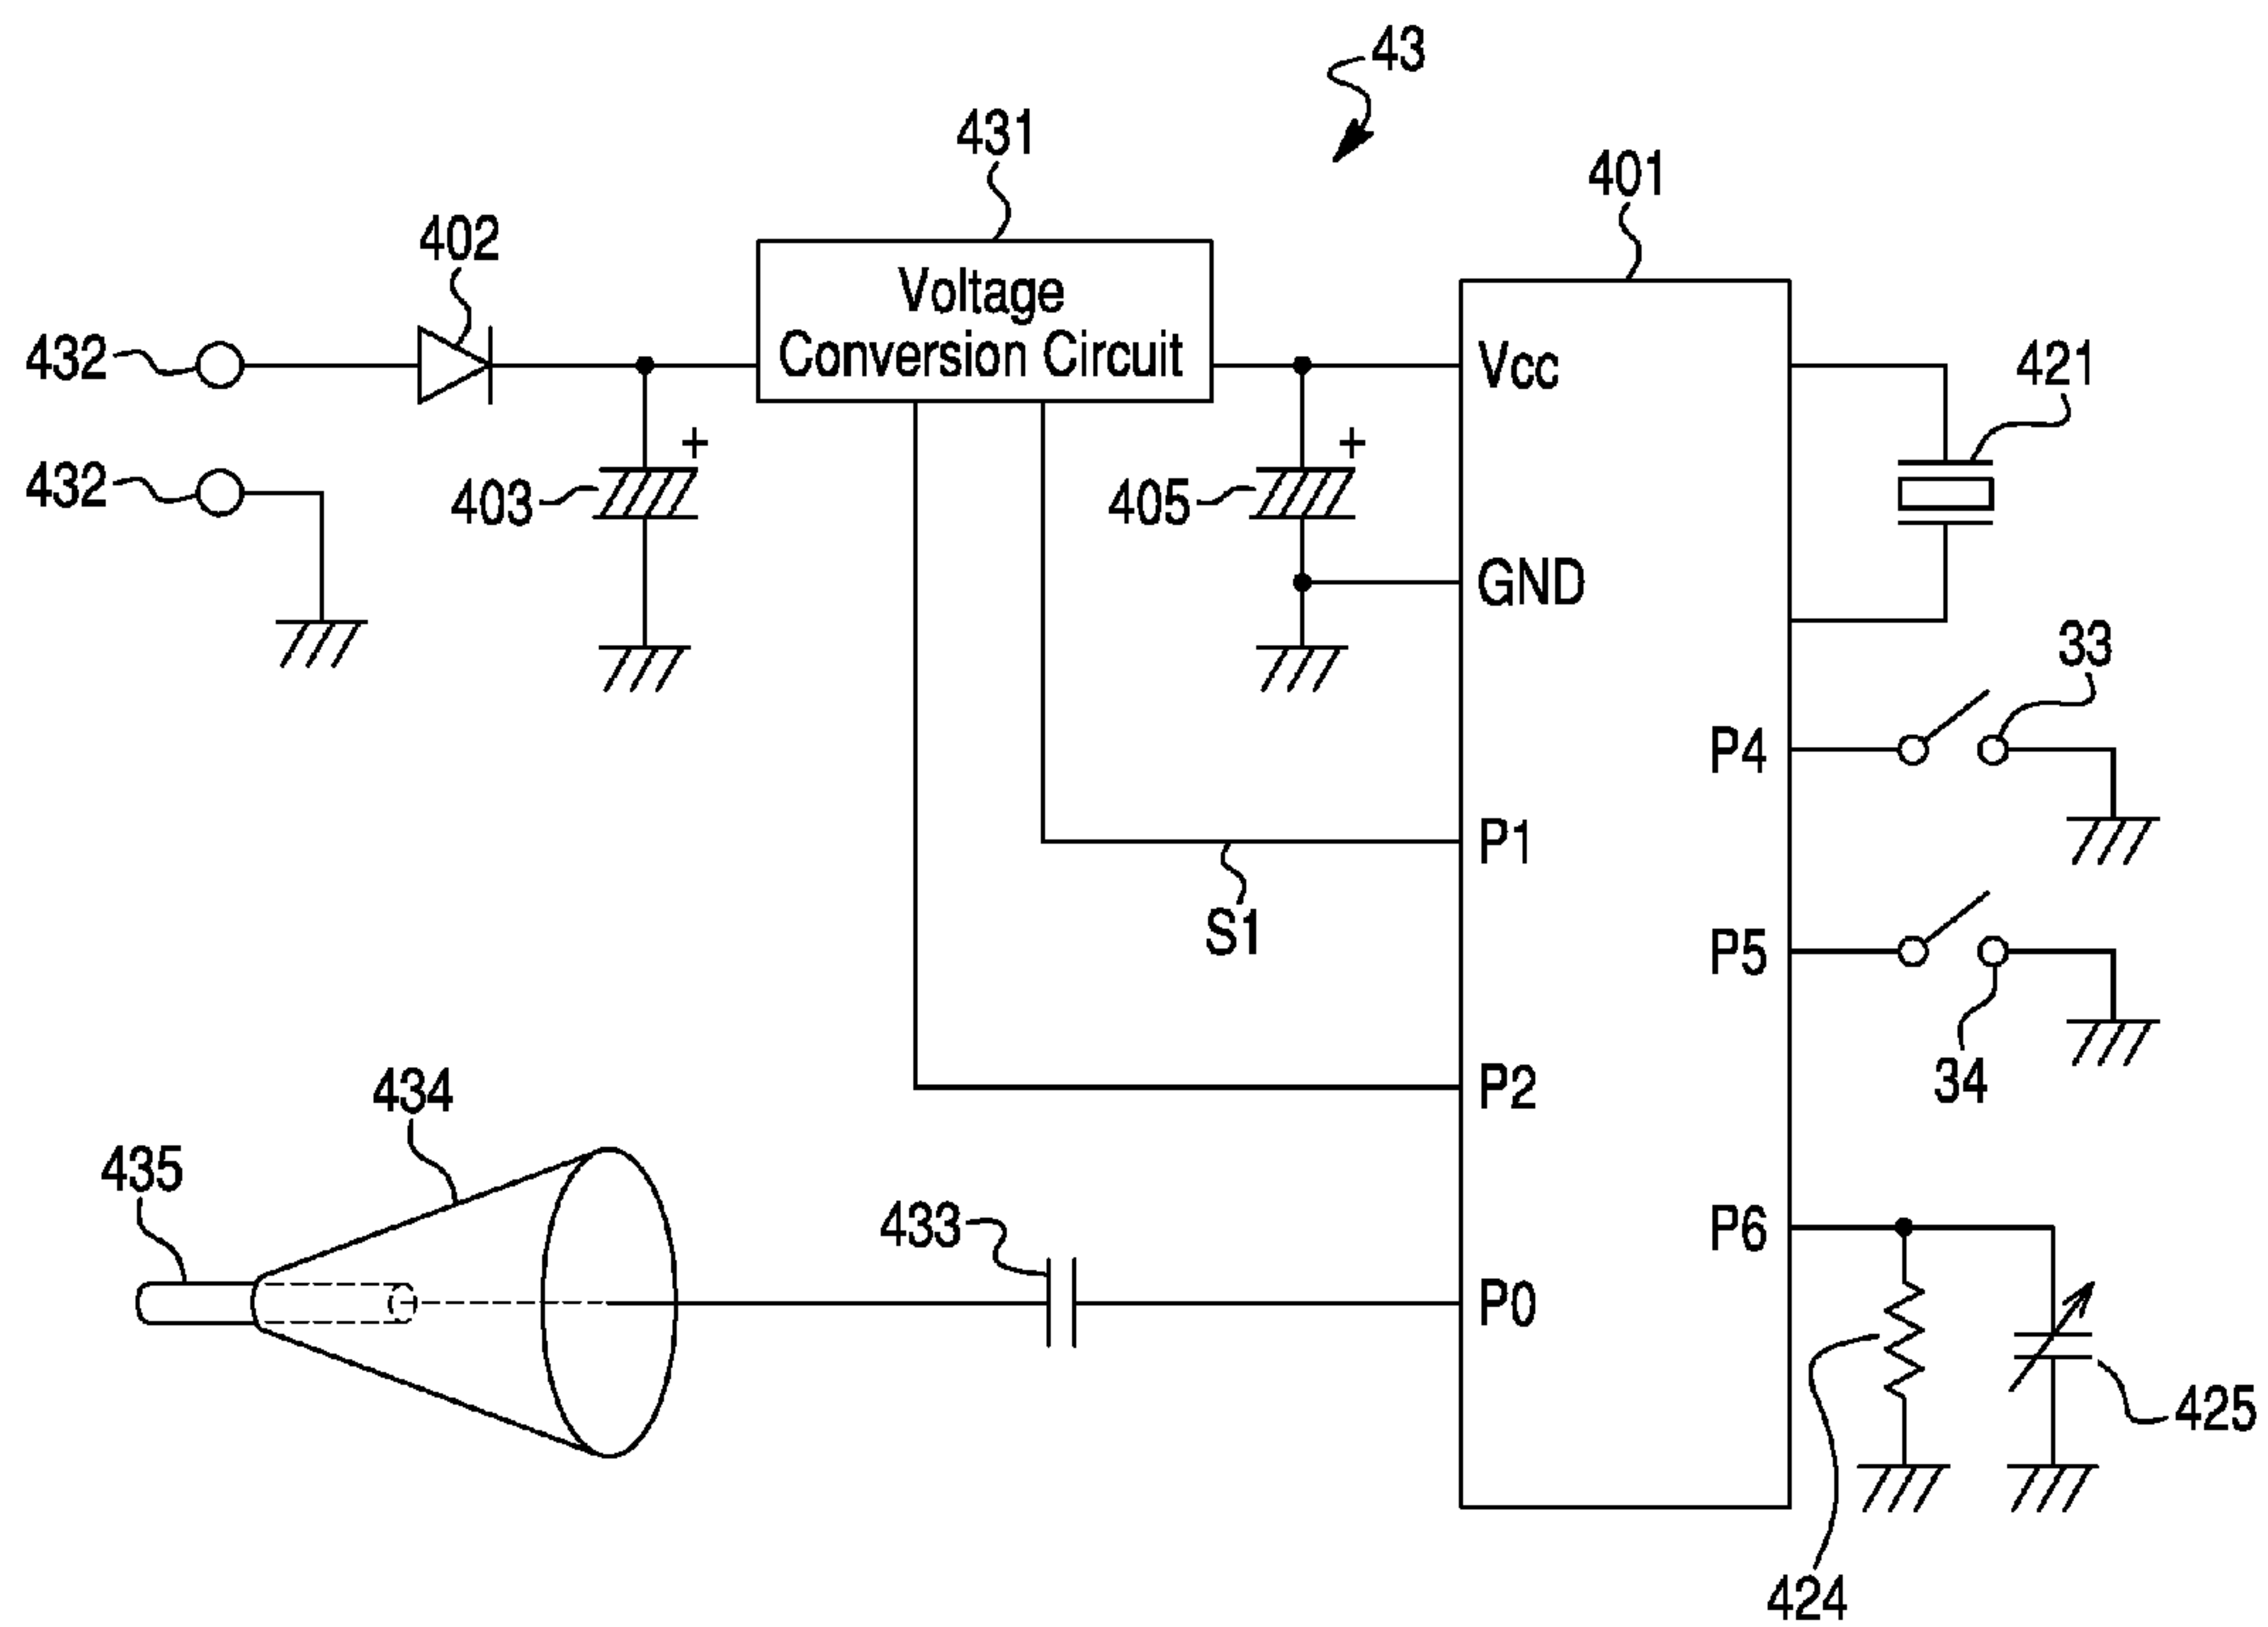 43
431
401
402
Voltage
Conversion Circuit
432
Vcc
421
+
+
432
403
405
GND
33
P4
P1
S1
P5
34
P2
434
435
433
P6
P0
425
424